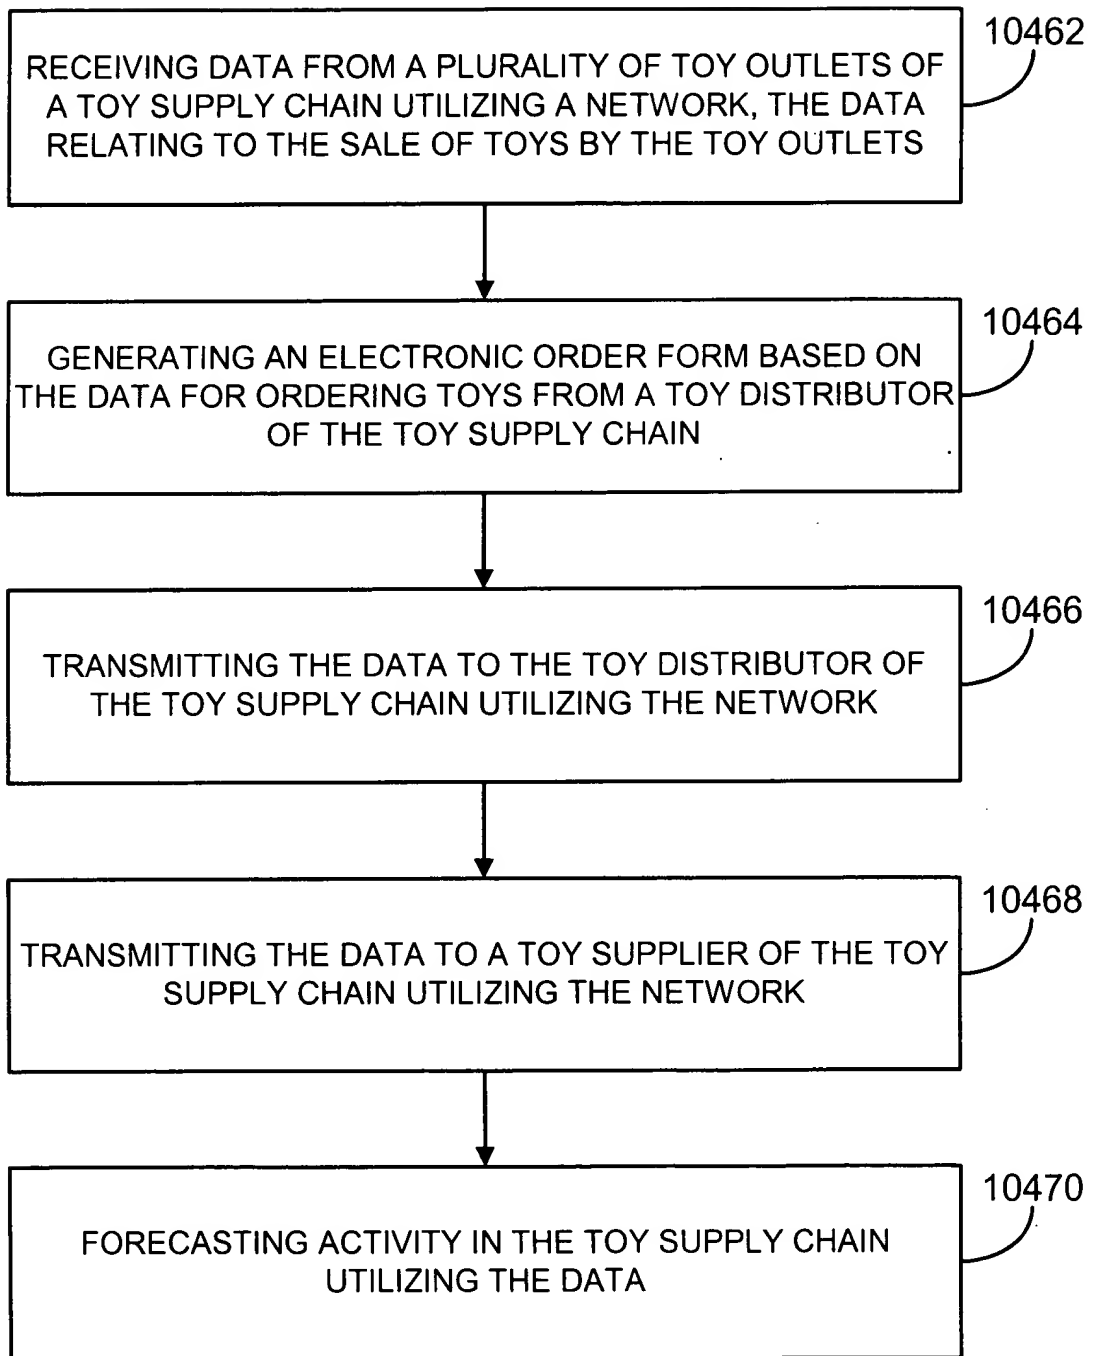 10462
RECEIVING DATA FROM A PLURALITY OF TOY OUTLETS OF
A TOY SUPPLY CHAIN UTILIZING A NETWORK, THE DATA
RELATING TO THE SALE OF TOYS BY THE TOY OUTLETS
10464
GENERATING AN ELECTRONIC ORDER FORM BASED ON
THE DATA FOR ORDERING TOYS FROM A TOY DISTRIBUTOR
OF THE TOY SUPPLY CHAIN
10466
TRANSMITTING THE DATA TO THE TOY DISTRIBUTOR OF
THE TOY SUPPLY CHAIN UTILIZING THE NETWORK
10468
TRANSMITTING THE DATA TO A TOY SUPPLIER OF THE TOY
SUPPLY CHAIN UTILIZING THE NETWORK
10470
FORECASTING ACTIVITY IN THE TOY SUPPLY CHAIN
UTILIZING THE DATA